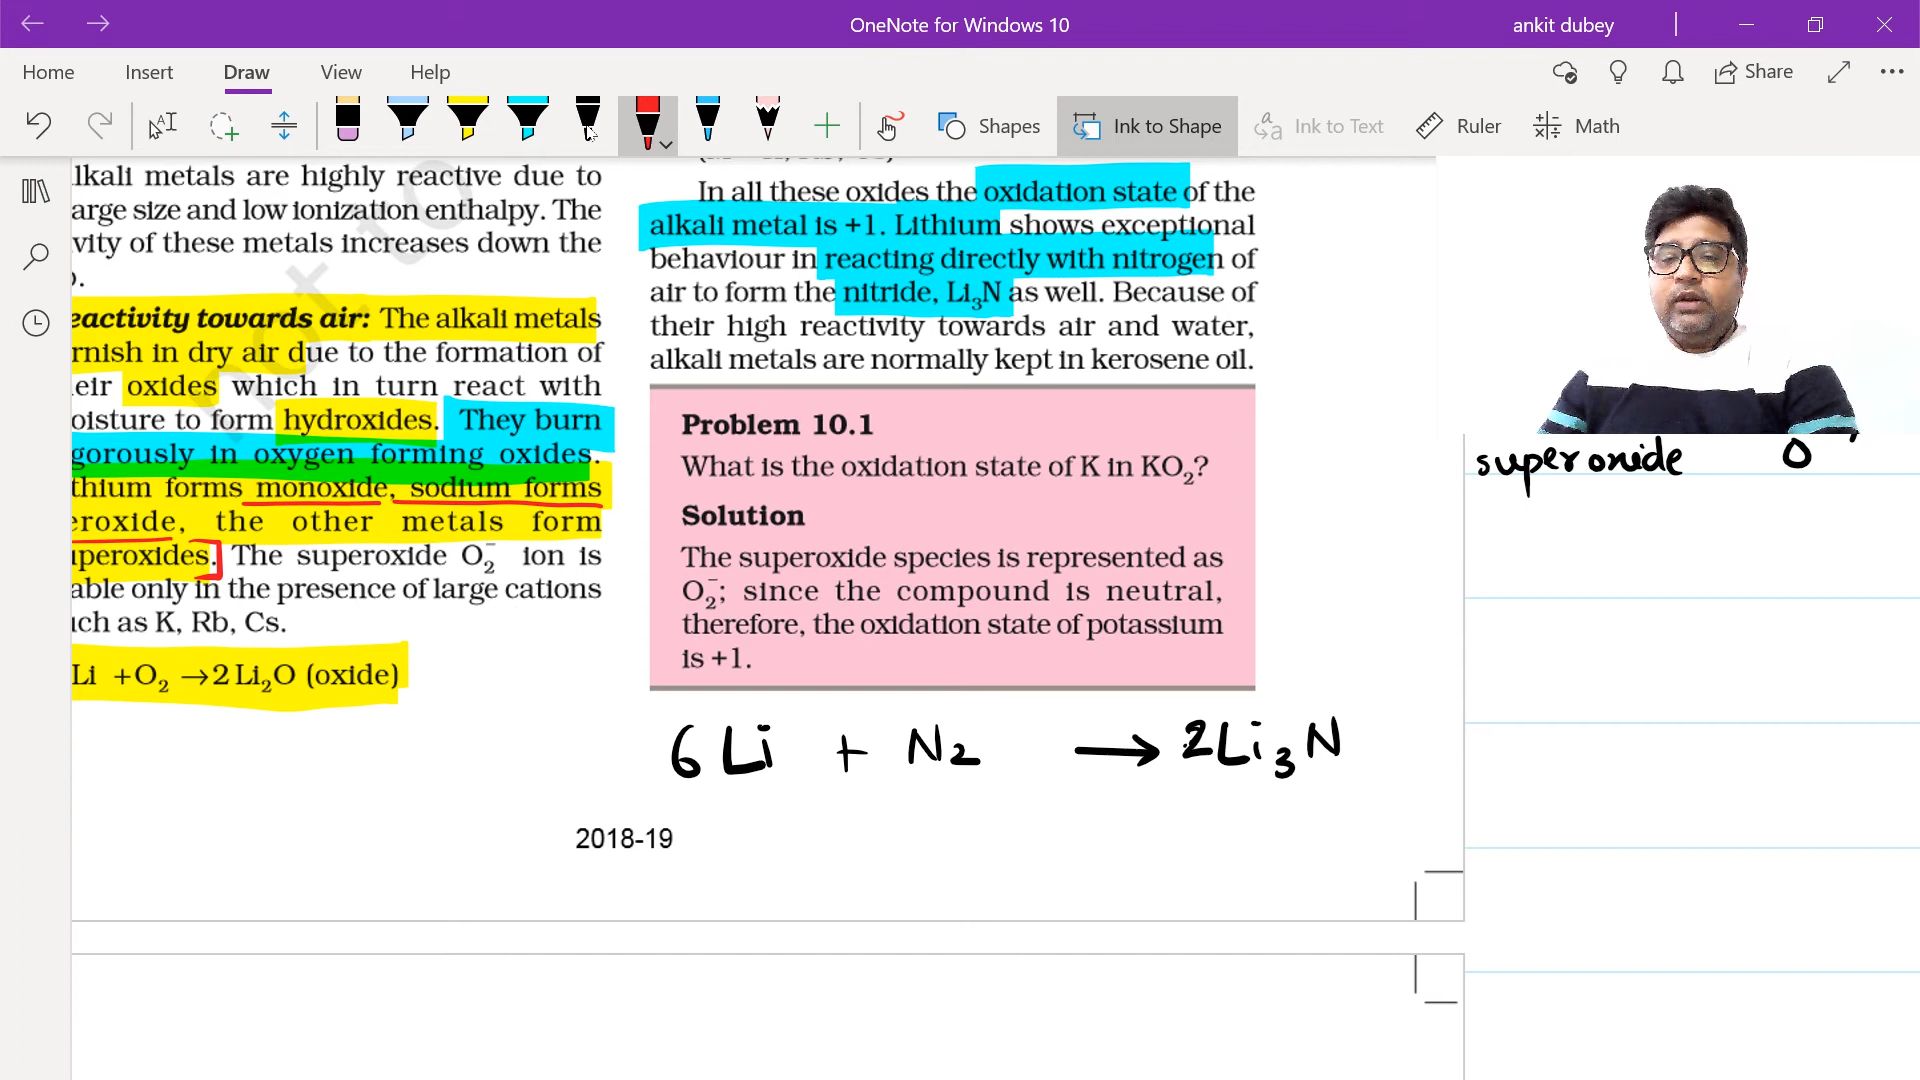 OneNote for Windows 10
ankit dubey
Home Insert Draw View Help
Share
Shapes Ink to Shape Ink to Text Ruler Math
lkali metals are highly reactive due to
arge size and low ionization enthalpy. The
vity of these metals increases down the
not to
eactivity towards air: The alkali metals
rnish in dry air due to the formation of
eir oxides which in turn react with
oisture to form hydroxides. They burn
gorously in oxygen forming oxides.
thium forms monoxide, sodium forms
eroxide, the other metals form
uperoxides. The superoxide O₂⁻ ion is
able only in the presence of large cations
uch as K, Rb, Cs.
Li + O₂ → 2 Li₂O (oxide)
In all these oxides the oxidation state of the
alkali metal is +1. Lithium shows exceptional
behaviour in reacting directly with nitrogen of
air to form the nitride, Li₃N as well. Because of
their high reactivity towards air and water,
alkali metals are normally kept in kerosene oil.
Problem 10.1
What is the oxidation state of K in KO₂?
Solution
The superoxide species is represented as
O₂⁻; since the compound is neutral,
therefore, the oxidation state of potassium
is +1.
6 Li + N₂ → 2Li₃N
2018-19
superoxide O